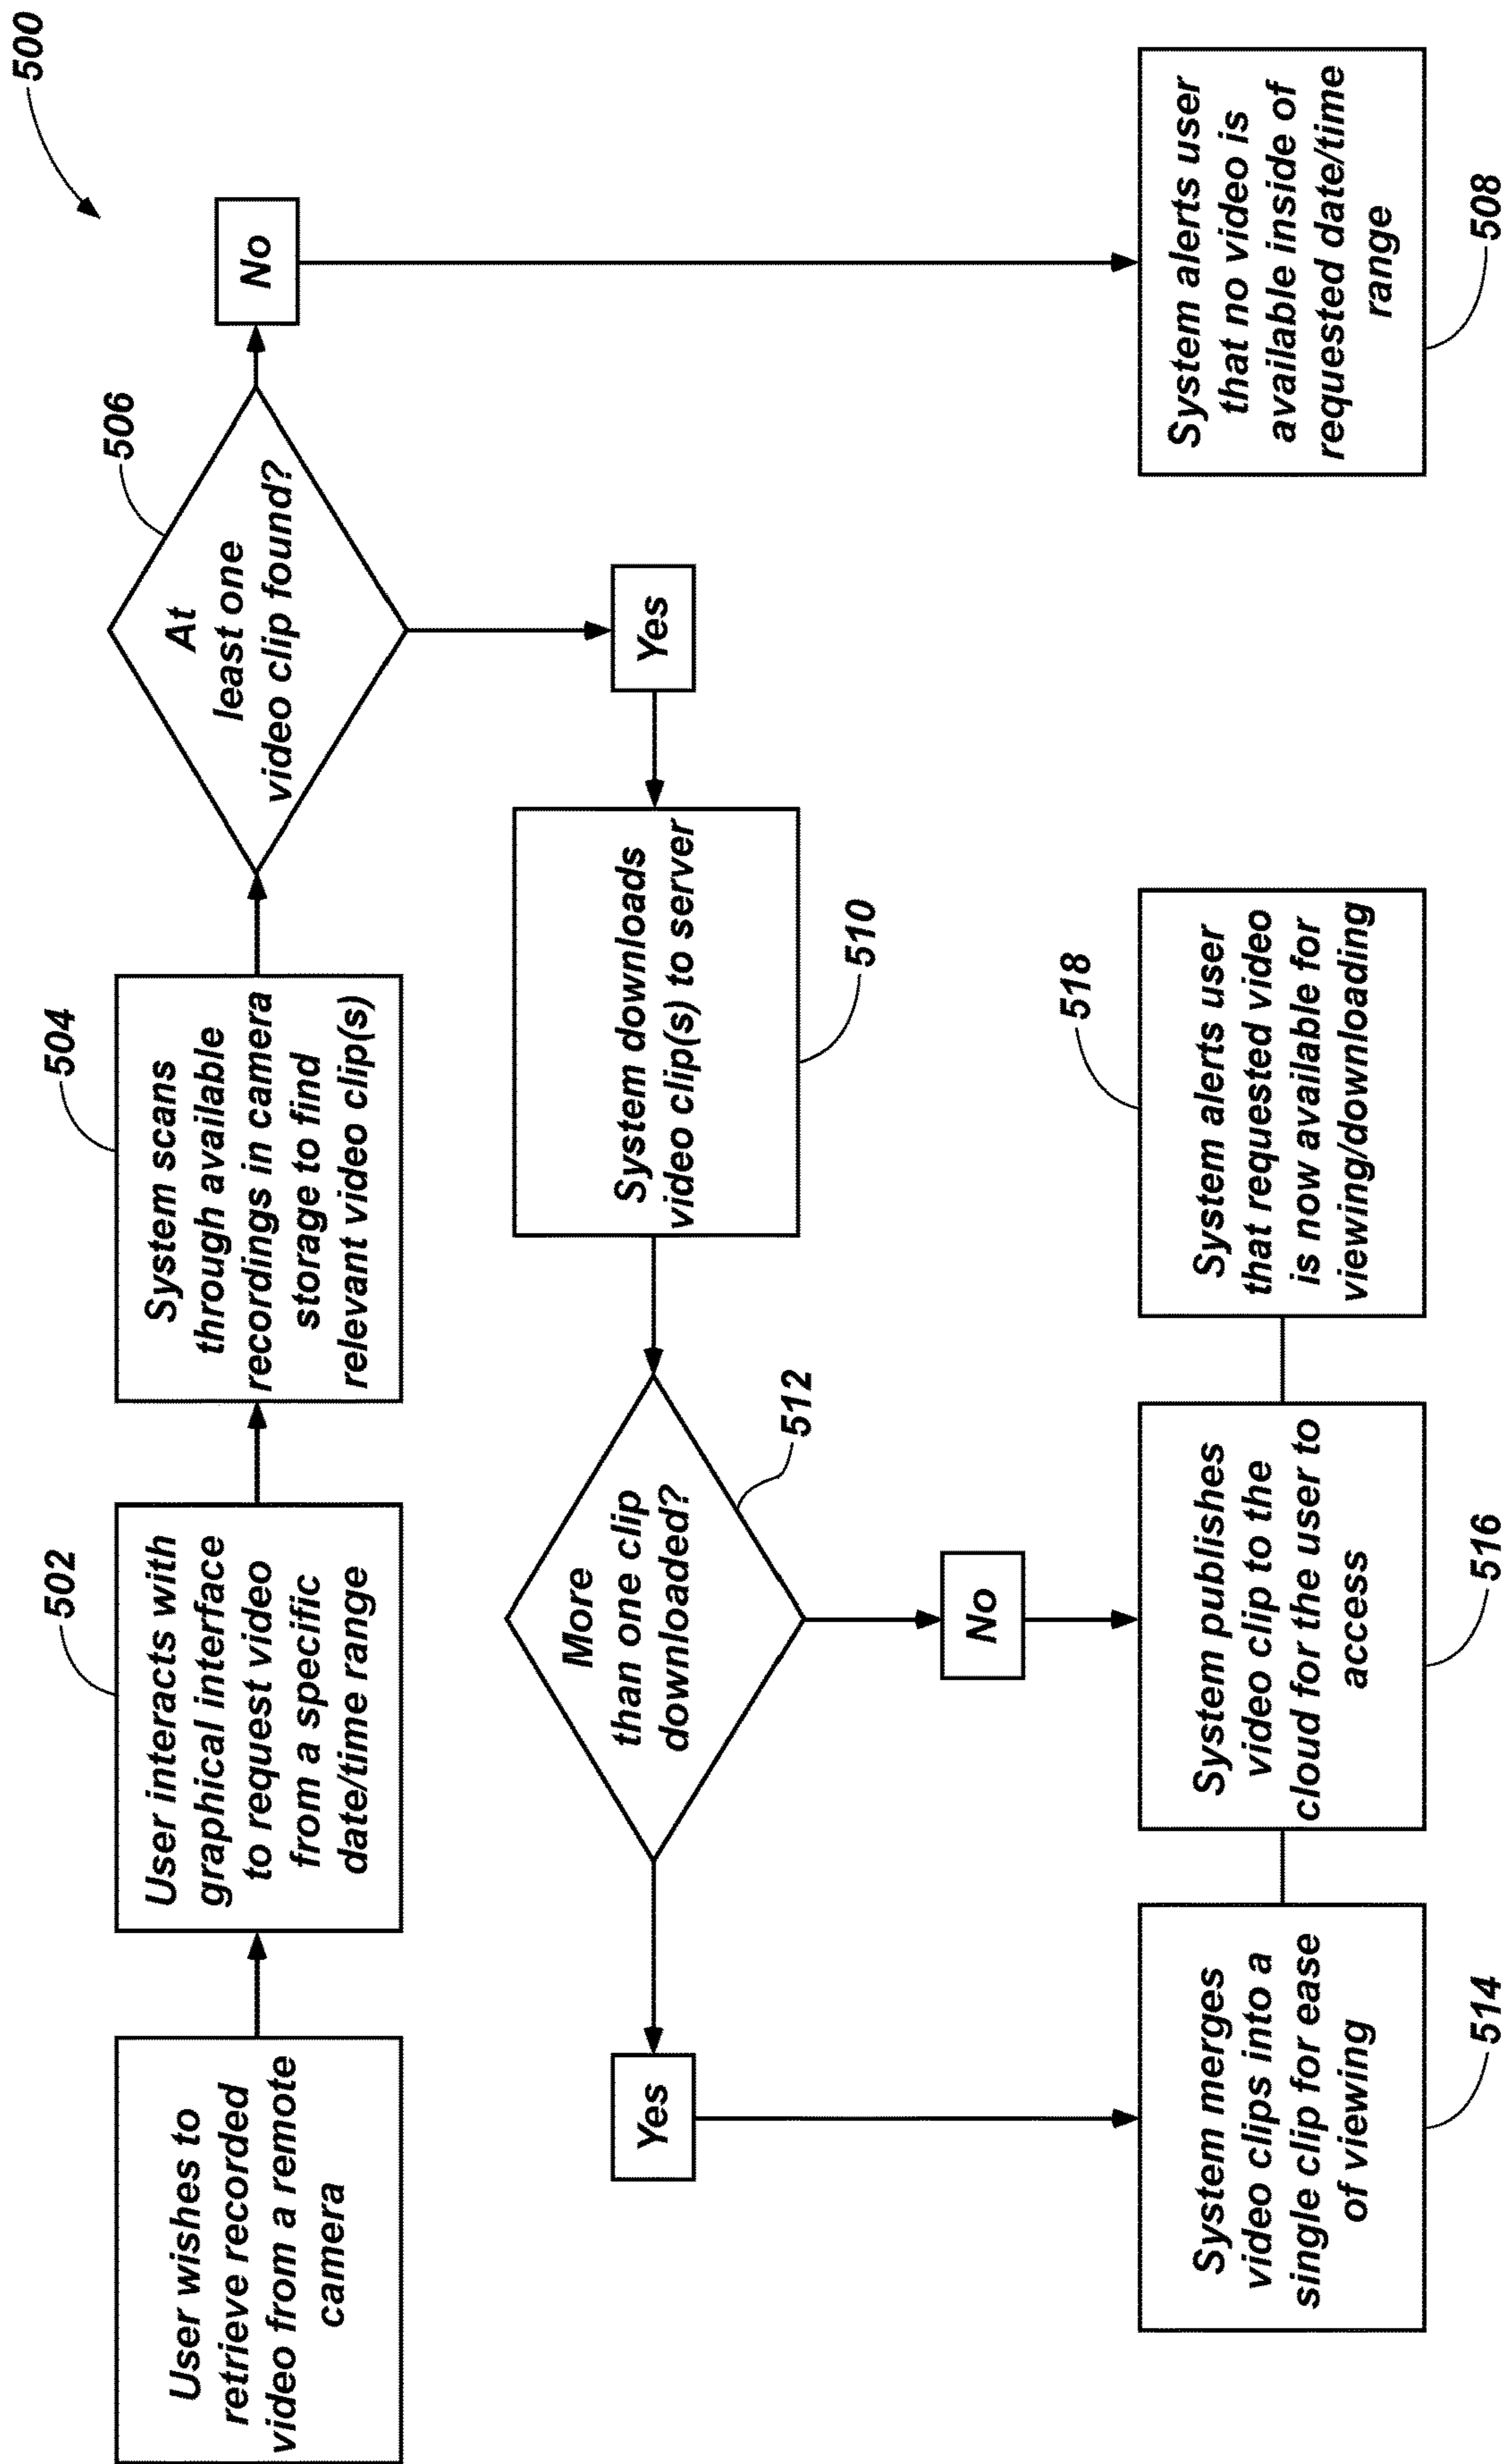 500
User wishes to
retrieve recorded
video from a remote
camera
502
User interacts with
graphical interface
to request video
from a specific
date/time range
504
System scans
through available
recordings in camera
storage to find
relevant video clip(s)
506
At
least one
video clip found?
No
Yes
System alerts user
that no video is
available inside of
requested date/time
range
508
System downloads
video clip(s) to server
510
More
than one clip
downloaded?
512
Yes
No
System merges
video clips into a
single clip for ease
of viewing
514
System publishes
video clip to the
cloud for the user to
access
516
518
System alerts user
that requested video
is now available for
viewing/downloading